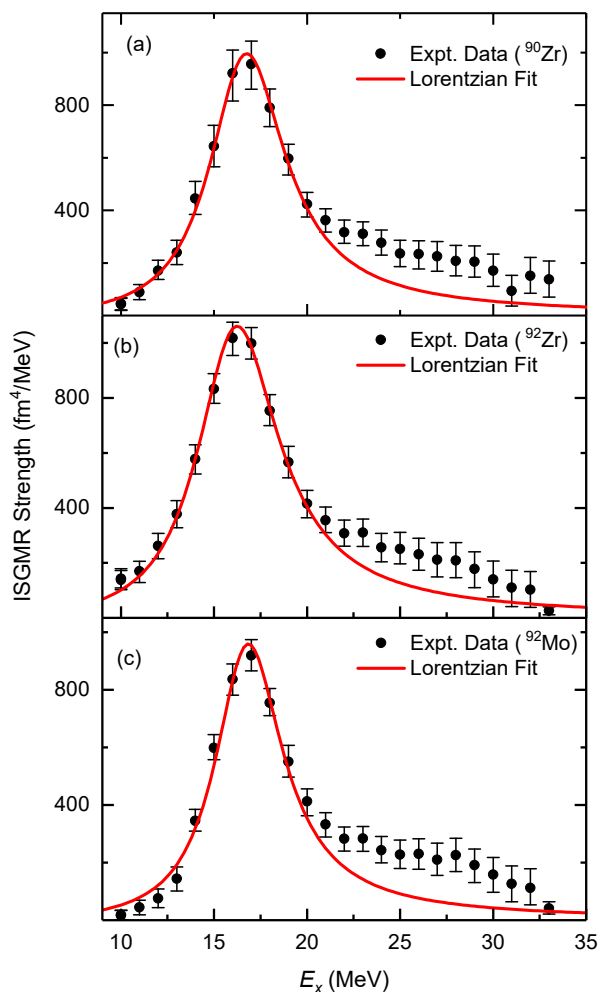 (a)
Expt. Data ( ⁹⁰Zr)
Lorentzian Fit
800
400
(b)
Expt. Data ( ⁹²Zr)
Lorentzian Fit
800
400
(c)
Expt. Data ( ⁹²Mo)
Lorentzian Fit
800
400
ISGMR Strength (fm⁴/MeV)
10 15 20 25 30 35
Eₓ (MeV)